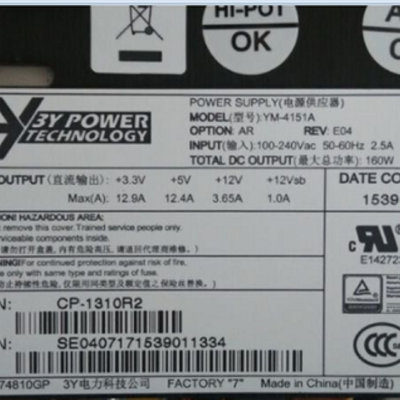 HI-POT
OK
3Y POWER
TECHNOLOGY
POWER SUPPLY(电源供应器)
MODEL(型号):YM-4151A
OPTION: AR REV: E04
INPUT(输入):100-240Vac 50-60Hz 2.5A
TOTAL DC OUTPUT(最大总功率): 160W
OUTPUT (直流输出): +3.3V +5V +12V +12Vsb
Max(A): 12.9A 12.4A 3.65A 1.0A
DATE CO
1539
HAZARDOUS AREA:
remove this cover. Trained service people only.
serviceable components inside.
For continued protection against risk of fire,
only with same type and ratings of fuse.
E14272
N: CP-1310R2
N: SE0407171539011334
74810GP 3Y电力科技公司 FACTORY "7" Made in China(中国制